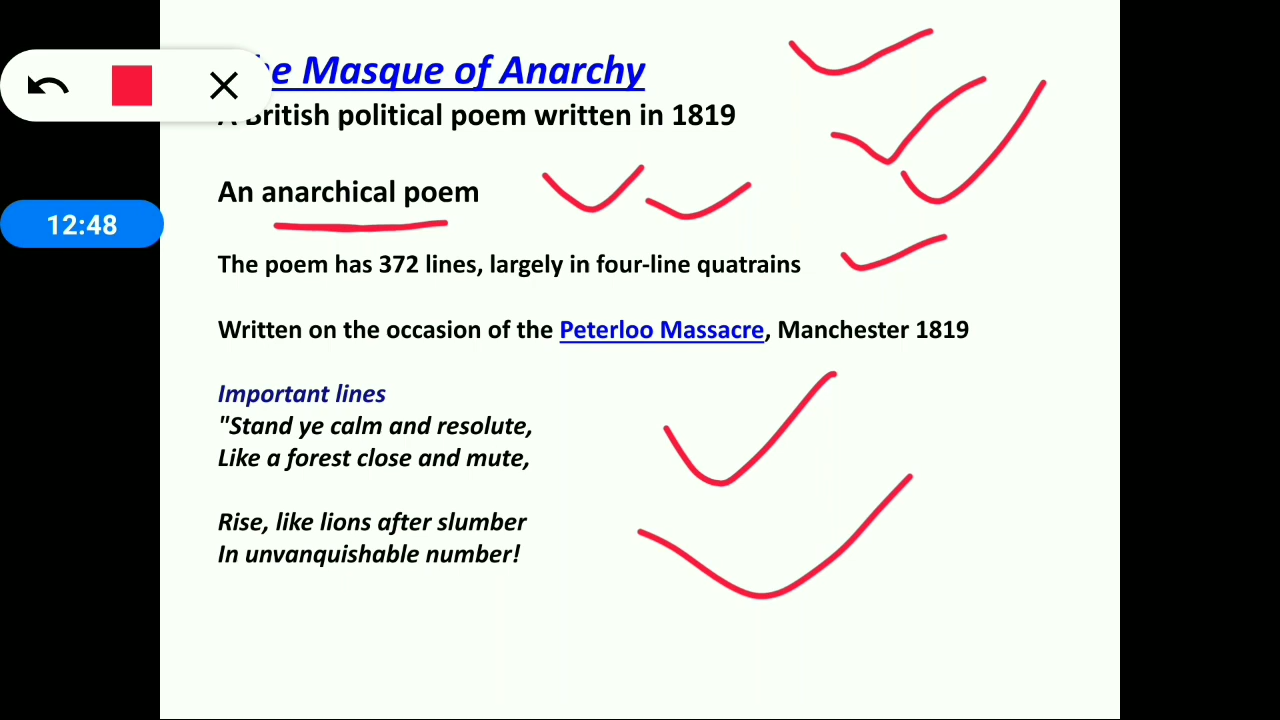 he Masque of Anarchy
A British political poem written in 1819
An anarchical poem
12:48
The poem has 372 lines, largely in four-line quatrains
Written on the occasion of the Peterloo Massacre, Manchester 1819
Important lines
"Stand ye calm and resolute,
Like a forest close and mute,
Rise, like lions after slumber
In unvanquishable number!